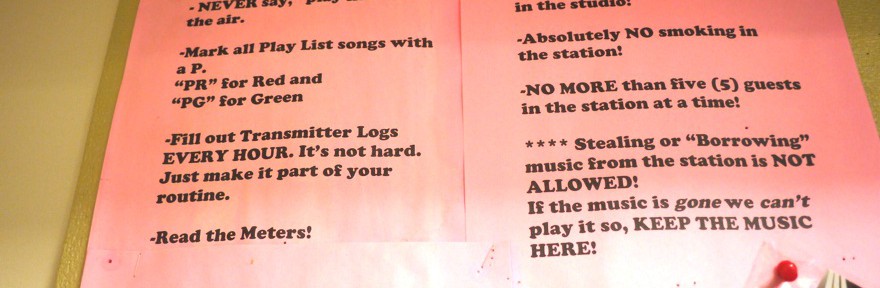 - NEVER say, "play
the air.
-Mark all Play List songs with
a P.
"PR" for Red and
"PG" for Green
-Fill out Transmitter Logs
EVERY HOUR. It's not hard.
Just make it part of your
routine.
-Read the Meters!
in the studio!
-Absolutely NO smoking in
the station!
-NO MORE than five (5) guests
in the station at a time!
**** Stealing or "Borrowing"
music from the station is NOT
ALLOWED!
If the music is gone we can't
play it so, KEEP THE MUSIC
HERE!